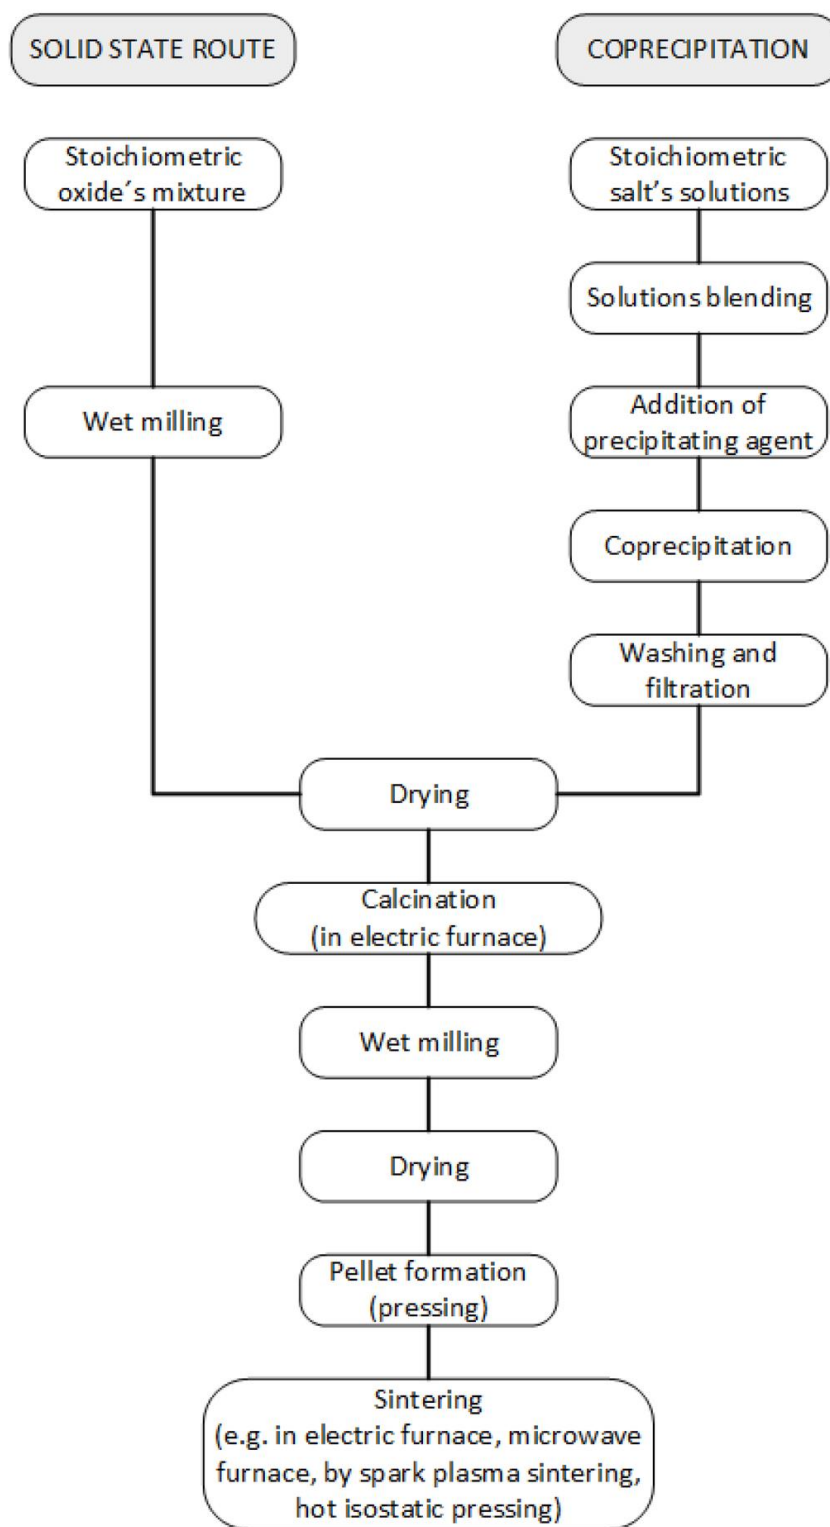 SOLID STATE ROUTE
COPRECIPITATION
Stoichiometric
oxide´s mixture
Stoichiometric
salt’s solutions
Solutions blending
Wet milling
Addition of
precipitating agent
Coprecipitation
Washing and
filtration
Drying
Calcination
(in electric furnace)
Wet milling
Drying
Pellet formation
(pressing)
Sintering
(e.g. in electric furnace, microwave
furnace, by spark plasma sintering,
hot isostatic pressing)